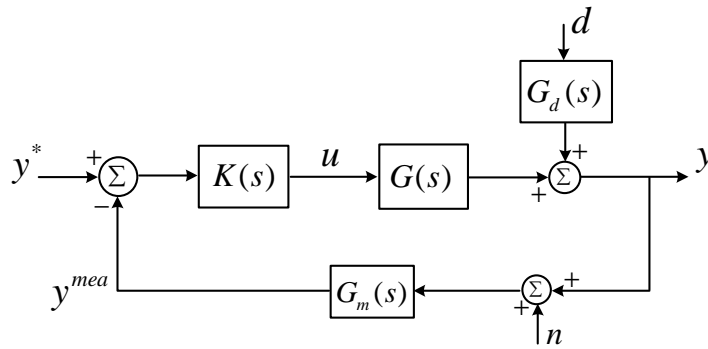 d
G_d(s)
y^*
+
Σ
−
K(s)
u
G(s)
+
+
Σ
y
y^{mea}
G_m(s)
+
Σ
+
n